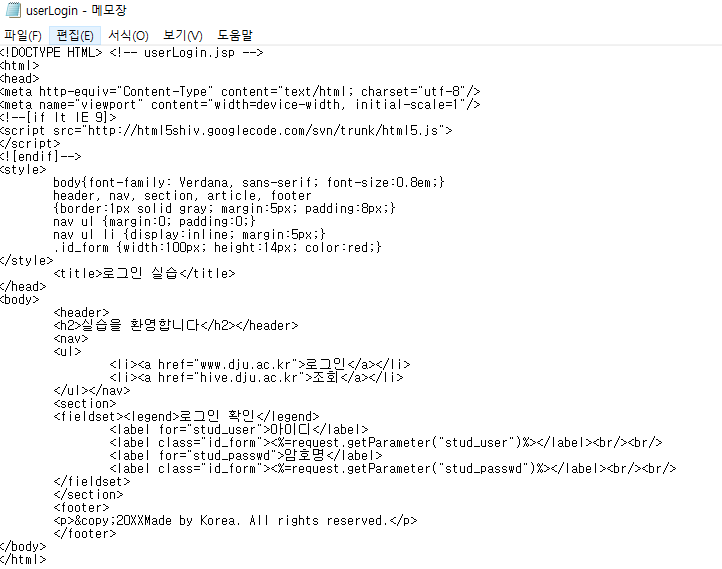 userLogin - 메모장
파일(F) 편집(E) 서식(O) 보기(V) 도움말
<!DOCTYPE HTML> <!-- userLogin.jsp -->
<html>
<head>
<meta http-equiv="Content-Type" content="text/html; charset="utf-8"/>
<meta name="viewport" content="width=device-width, initial-scale=1"/>
<!--[if lt IE 9]>
<script src="http://html5shiv.googlecode.com/svn/trunk/html5.js">
</script>
<![endif]-->
<style>
	body{font-family: Verdana, sans-serif; font-size:0.8em;}
	header, nav, section, article, footer
	{border:1px solid gray; margin:5px; padding:8px;}
	nav ul {margin:0; padding:0;}
	nav ul li {display:inline; margin:5px;}
	.id_form {width:100px; height:14px; color:red;}
</style>
	<title>로그인 실습</title>
</head>
<body>
	<header>
	<h2>실습을 환영합니다</h2></header>
	<nav>
	<ul>
		<li><a href="www.dju.ac.kr">로그인</a></li>
		<li><a href="hive.dju.ac.kr">조회</a></li>
	</ul></nav>
	<section>
	<fieldset><legend>로그인 확인</legend>
		<label for="stud_user">아이디</label>
		<label class="id_form"><%=request.getParameter("stud_user")%></label><br/><br/>
		<label for="stud_passwd">암호명</label>
		<label class="id_form"><%=request.getParameter("stud_passwd")%></label><br/><br/>
	</fieldset>
	</section>
	<footer>
	<p>&copy;20XXMade by Korea. All rights reserved.</p>
	</footer>
</body>
</html>